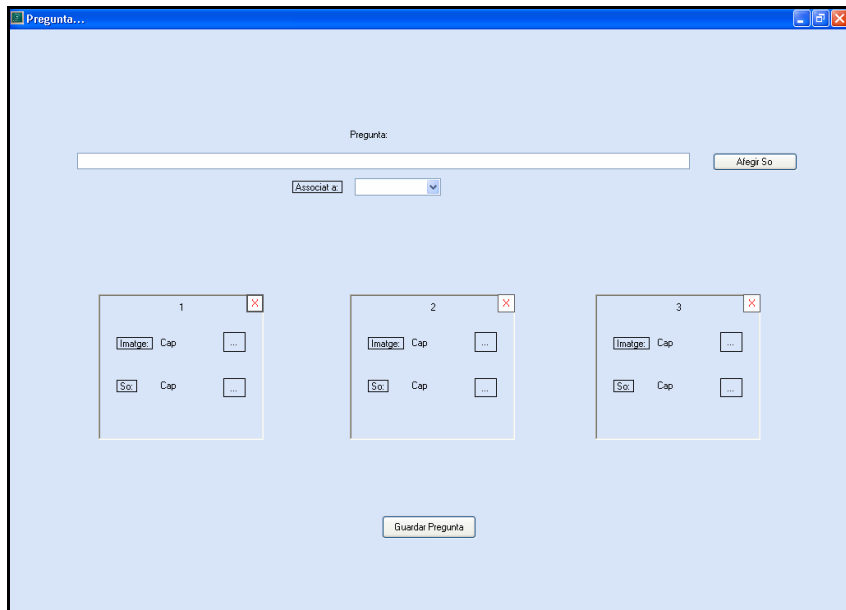 Pregunta...
Pregunta:
Afegir So
Associat a:
1 X
Imatge: Cap ...
So: Cap ...
2 X
Imatge: Cap ...
So: Cap ...
3 X
Imatge: Cap ...
So: Cap ...
Guardar Pregunta